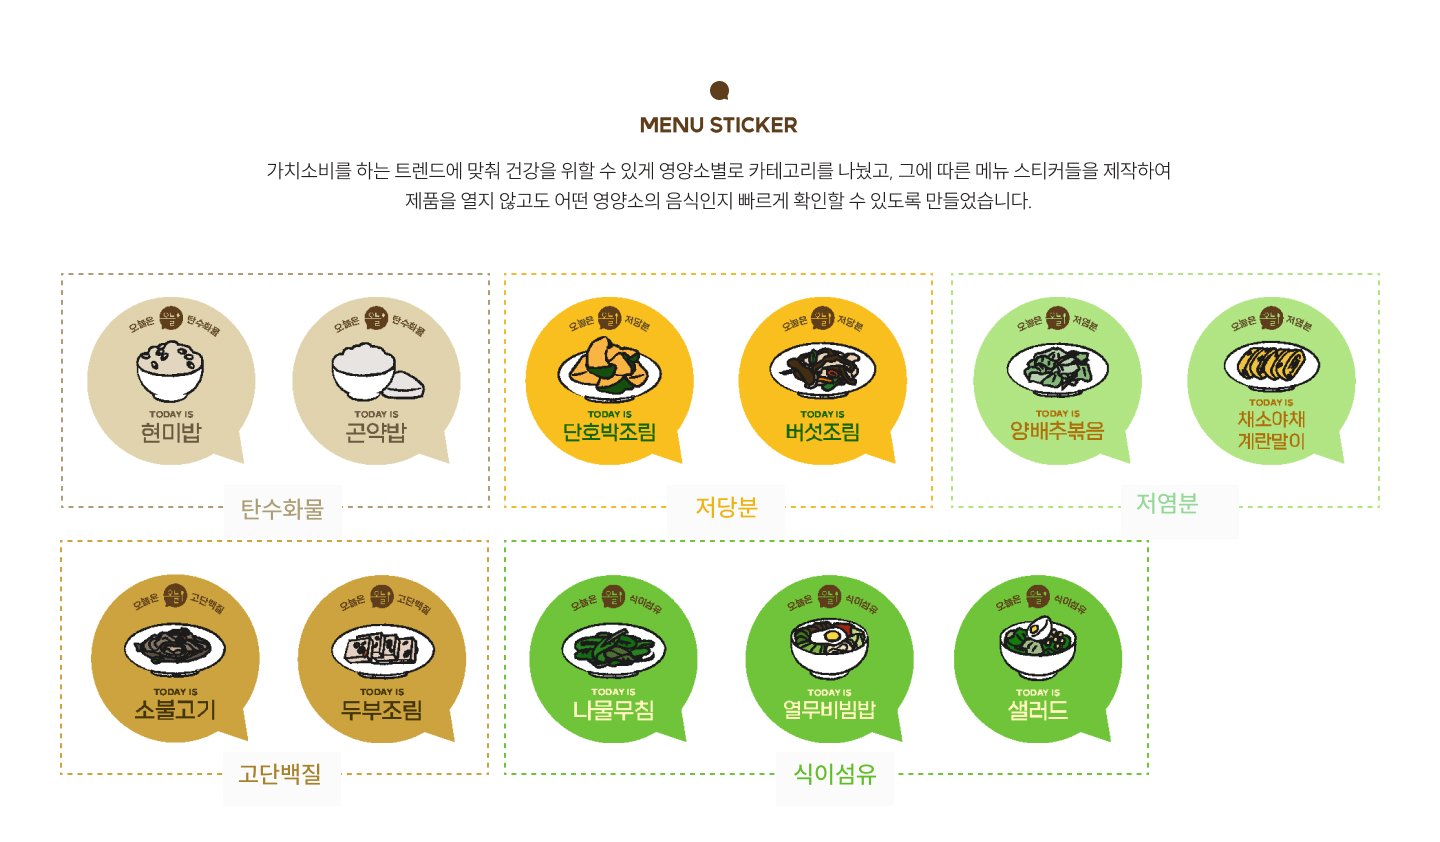 MENU STICKER
가치소비를 하는 트렌드에 맞춰 건강을 위할 수 있게 영양소별로 카테고리를 나눴고, 그에 따른 메뉴 스티커들을 제작하여
제품을 열지 않고도 어떤 영양소의 음식인지 빠르게 확인할 수 있도록 만들었습니다.
오늘은 오늘 탄수화물
TODAY IS
현미밥
오늘은 오늘 탄수화물
TODAY IS
곤약밥
탄수화물
오늘은 오늘 저당분
TODAY IS
단호박조림
오늘은 오늘 저당분
TODAY IS
버섯조림
저당분
오늘은 오늘 저염분
TODAY IS
양배추볶음
오늘은 오늘 저염분
TODAY IS
채소야채
계란말이
저염분
오늘은 오늘 고단백질
TODAY IS
소불고기
오늘은 오늘 고단백질
TODAY IS
두부조림
고단백질
오늘은 오늘 식이섬유
TODAY IS
나물무침
오늘은 오늘 식이섬유
TODAY IS
열무비빔밥
오늘은 오늘 식이섬유
TODAY IS
샐러드
식이섬유